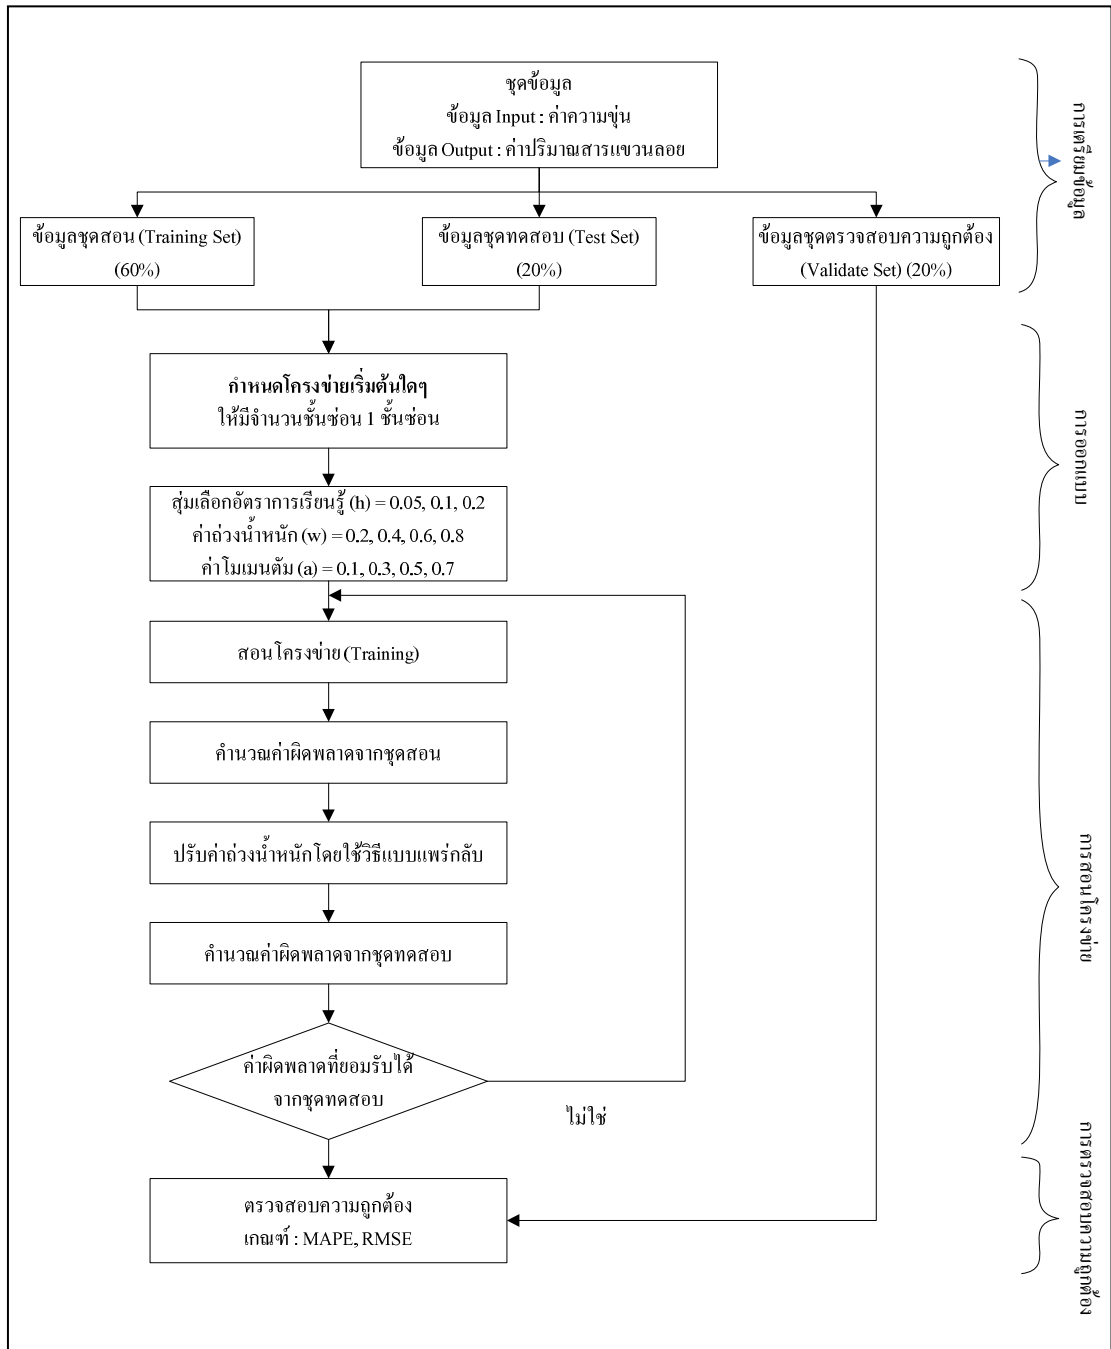 ชุดข้อมูล
ข้อมูล Input : ค่าความขุ่น
ข้อมูล Output : ค่าปริมาณสารแขวนลอย
การเตรียมข้อมูล
ข้อมูลชุดสอน (Training Set)
(60%)
ข้อมูลชุดทดสอบ (Test Set)
(20%)
ข้อมูลชุดตรวจสอบความถูกต้อง
(Validate Set) (20%)
กำหนดโครงข่ายเริ่มต้นใดๆ
ให้มีจำนวนชั้นซ่อน 1 ชั้นซ่อน
การออกแบบ
สุ่มเลือกอัตราการเรียนรู้ (h) = 0.05, 0.1, 0.2
ค่าถ่วงน้ำหนัก (w) = 0.2, 0.4, 0.6, 0.8
ค่าโมเมนตัม (a) = 0.1, 0.3, 0.5, 0.7
สอนโครงข่าย (Training)
คำนวณค่าผิดพลาดจากชุดสอน
ปรับค่าถ่วงน้ำหนักโดยใช้วิธีแบบแพร่กลับ
การสอนโครงข่าย
คำนวณค่าผิดพลาดจากชุดทดสอบ
ค่าผิดพลาดที่ยอมรับได้
จากชุดทดสอบ
ไม่ใช่
ตรวจสอบความถูกต้อง
เกณฑ์ : MAPE, RMSE
การตรวจสอบความถูกต้อง